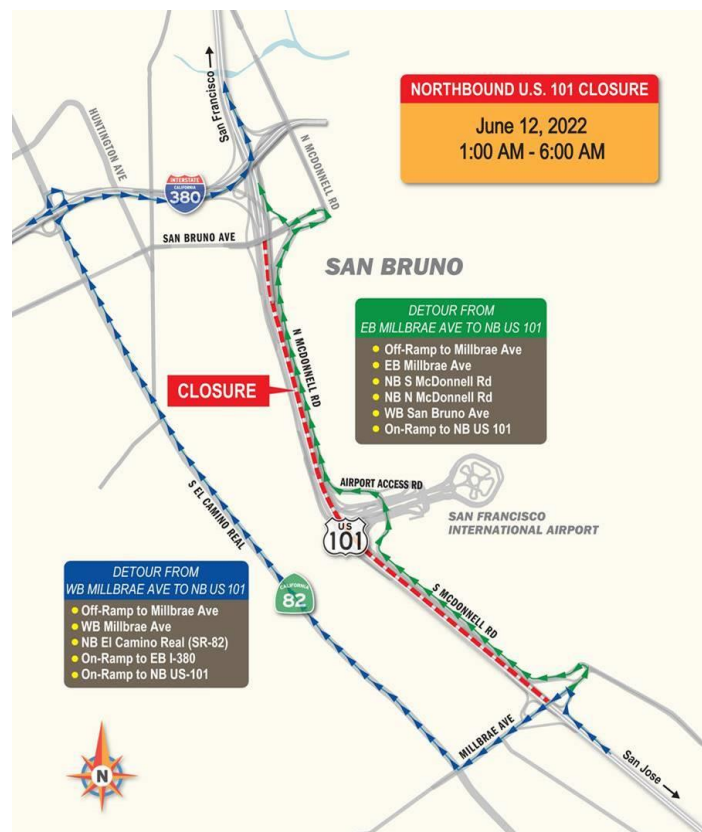 NORTHBOUND U.S. 101 CLOSURE
June 12, 2022
1:00 AM - 6:00 AM
San Francisco
HUNTINGTON AVE
N MCDONNELL RD
INTERSTATE
CALIFORNIA
380
SAN BRUNO AVE
SAN BRUNO
DETOUR FROM
EB MILLBRAE AVE TO NB US 101
Off-Ramp to Millbrae Ave
EB Millbrae Ave
NB S McDonnell Rd
NB N McDonnell Rd
WB San Bruno Ave
On-Ramp to NB US 101
N MCDONNELL RD
CLOSURE
AIRPORT ACCESS RD
SAN FRANCISCO
INTERNATIONAL AIRPORT
S EL CAMINO REAL
US
101
DETOUR FROM
WB MILLBRAE AVE TO NB US 101
Off-Ramp to Millbrae Ave
WB Millbrae Ave
NB El Camino Real (SR-82)
On-Ramp to EB I-380
On-Ramp to NB US-101
CALIFORNIA
82
S MCDONNELL RD
MILLBRAE AVE
San Jose
N